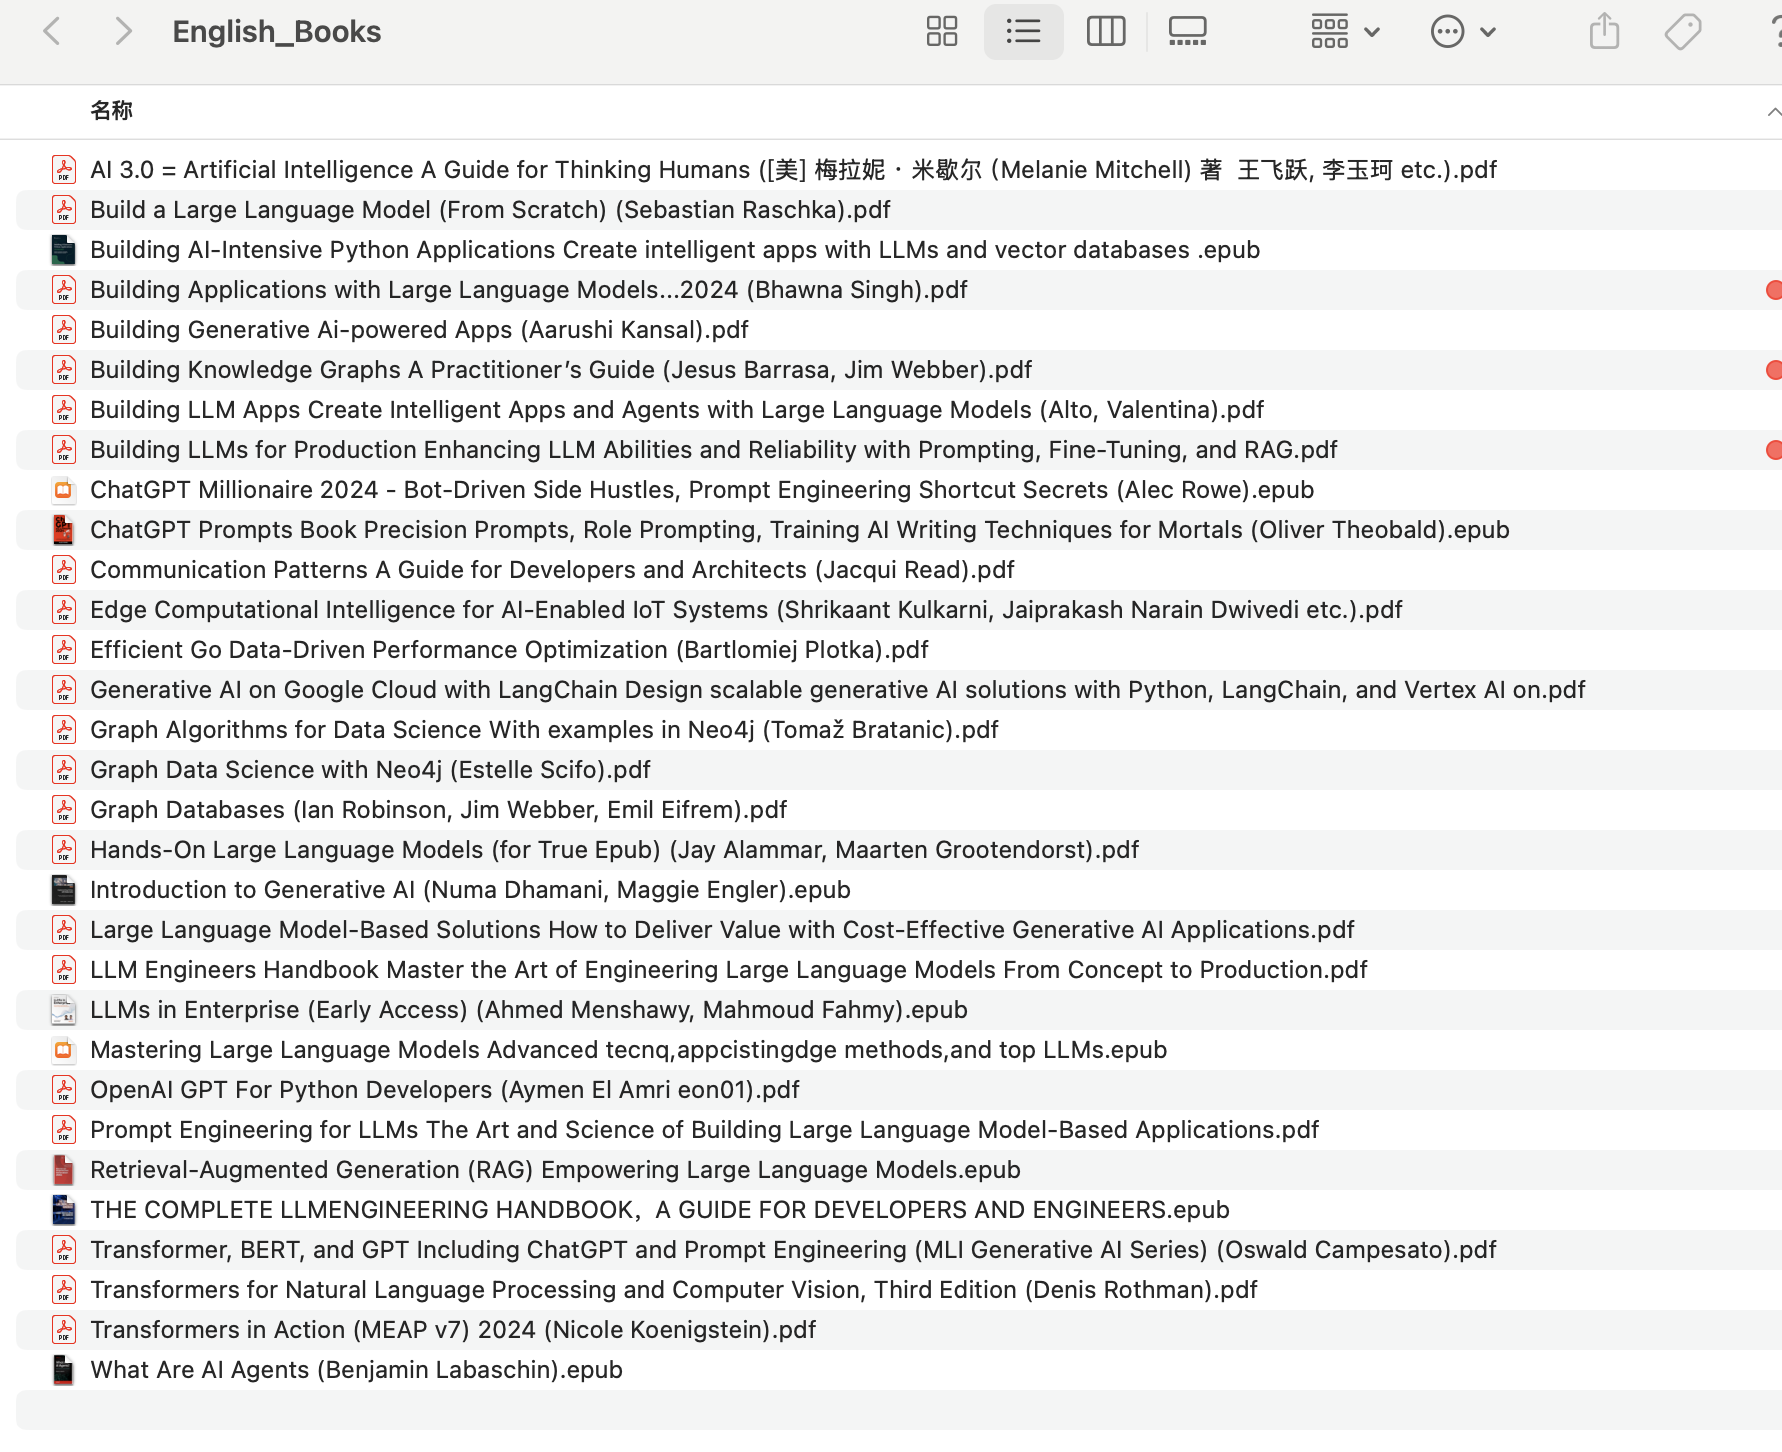 English_Books
名称
AI 3.0 = Artificial Intelligence A Guide for Thinking Humans ([美] 梅拉妮 · 米歇尔 (Melanie Mitchell) 著  王飞跃, 李玉珂 etc.).pdf
Build a Large Language Model (From Scratch) (Sebastian Raschka).pdf
Building AI-Intensive Python Applications Create intelligent apps with LLMs and vector databases .epub
Building Applications with Large Language Models...2024 (Bhawna Singh).pdf
Building Generative Ai-powered Apps (Aarushi Kansal).pdf
Building Knowledge Graphs A Practitioner’s Guide (Jesus Barrasa, Jim Webber).pdf
Building LLM Apps Create Intelligent Apps and Agents with Large Language Models (Alto, Valentina).pdf
Building LLMs for Production Enhancing LLM Abilities and Reliability with Prompting, Fine-Tuning, and RAG.pdf
ChatGPT Millionaire 2024 - Bot-Driven Side Hustles, Prompt Engineering Shortcut Secrets (Alec Rowe).epub
ChatGPT Prompts Book Precision Prompts, Role Prompting, Training AI Writing Techniques for Mortals (Oliver Theobald).epub
Communication Patterns A Guide for Developers and Architects (Jacqui Read).pdf
Edge Computational Intelligence for AI-Enabled IoT Systems (Shrikaant Kulkarni, Jaiprakash Narain Dwivedi etc.).pdf
Efficient Go Data-Driven Performance Optimization (Bartlomiej Plotka).pdf
Generative AI on Google Cloud with LangChain Design scalable generative AI solutions with Python, LangChain, and Vertex AI on.pdf
Graph Algorithms for Data Science With examples in Neo4j (Tomaž Bratanic).pdf
Graph Data Science with Neo4j (Estelle Scifo).pdf
Graph Databases (Ian Robinson, Jim Webber, Emil Eifrem).pdf
Hands-On Large Language Models (for True Epub) (Jay Alammar, Maarten Grootendorst).pdf
Introduction to Generative AI (Numa Dhamani, Maggie Engler).epub
Large Language Model-Based Solutions How to Deliver Value with Cost-Effective Generative AI Applications.pdf
LLM Engineers Handbook Master the Art of Engineering Large Language Models From Concept to Production.pdf
LLMs in Enterprise (Early Access) (Ahmed Menshawy, Mahmoud Fahmy).epub
Mastering Large Language Models Advanced tecnq,appcistingdge methods,and top LLMs.epub
OpenAI GPT For Python Developers (Aymen El Amri eon01).pdf
Prompt Engineering for LLMs The Art and Science of Building Large Language Model-Based Applications.pdf
Retrieval-Augmented Generation (RAG) Empowering Large Language Models.epub
THE COMPLETE LLMENGINEERING HANDBOOK，A GUIDE FOR DEVELOPERS AND ENGINEERS.epub
Transformer, BERT, and GPT Including ChatGPT and Prompt Engineering (MLI Generative AI Series) (Oswald Campesato).pdf
Transformers for Natural Language Processing and Computer Vision, Third Edition (Denis Rothman).pdf
Transformers in Action (MEAP v7) 2024 (Nicole Koenigstein).pdf
What Are AI Agents (Benjamin Labaschin).epub